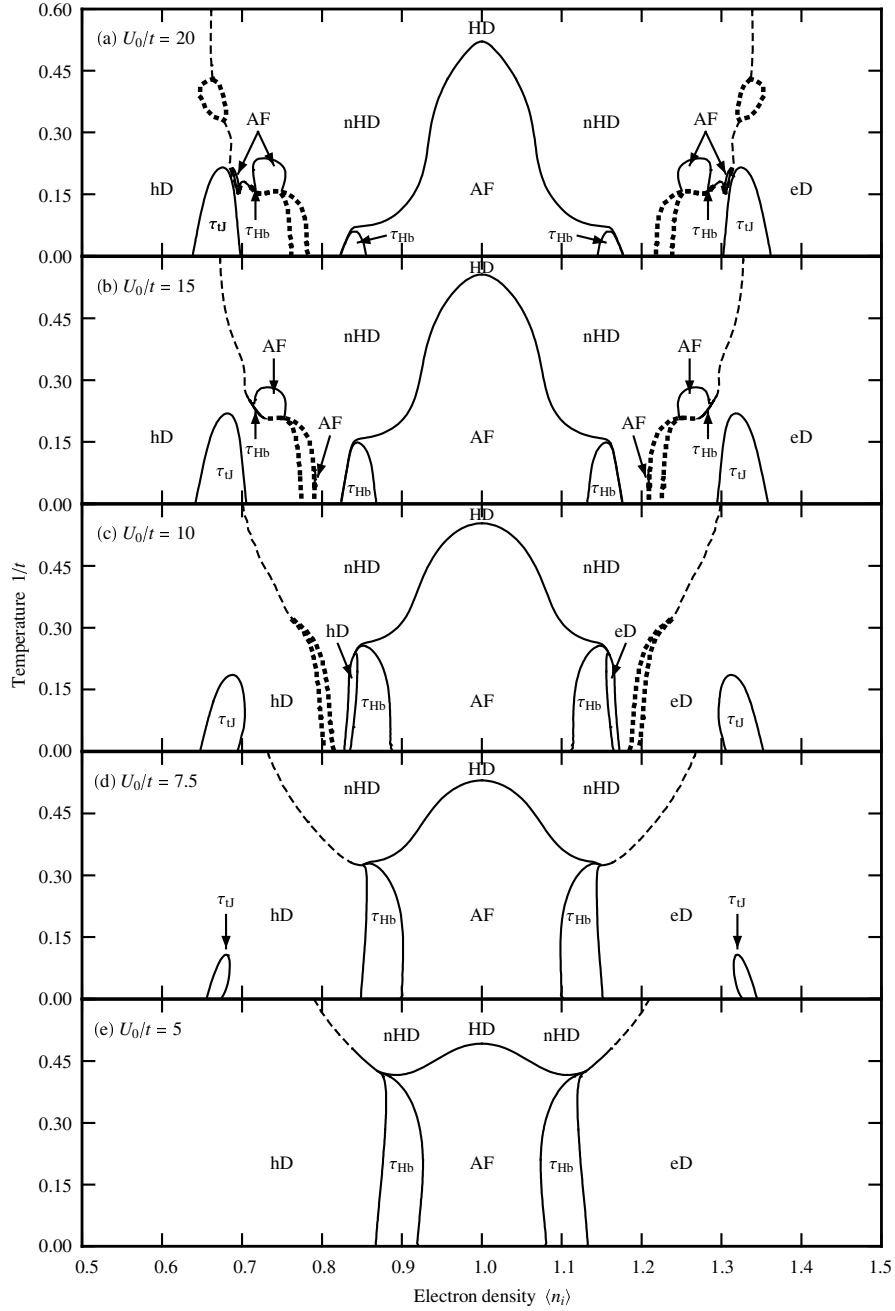 0.60
(a) U0/t = 20
HD
0.45
AF
nHD
nHD
AF
0.30
hD
AF
eD
0.15
τtJ
τHb
τHb
τHb
τHb
τtJ
0.00
(b) U0/t = 15
HD
0.45
nHD
nHD
AF
AF
0.30
hD
AF
AF
AF
eD
0.15
τtJ
τHb
τHb
τHb
τHb
τtJ
0.00
(c) U0/t = 10
HD
0.45
nHD
nHD
0.30
hD
eD
0.15
τtJ
hD
τHb
AF
τHb
eD
τtJ
0.00
(d) U0/t = 7.5
HD
nHD
nHD
0.45
0.30
τtJ
hD
τHb
AF
τHb
eD
τtJ
0.15
0.00
(e) U0/t = 5
nHD
HD
nHD
0.45
0.30
hD
τHb
AF
τHb
eD
0.15
0.00
0.5 0.6 0.7 0.8 0.9 1.0 1.1 1.2 1.3 1.4 1.5
Electron density ⟨ni⟩
Temperature 1/t